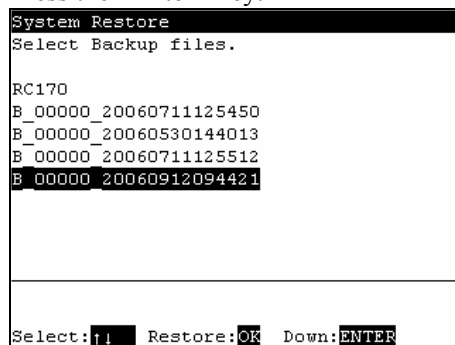 System Restore
Select Backup files.
RC170
B_00000_20060711125450
B_00000_20060530144013
B_00000_20060711125512
B_00000_20060912094421
Select:↑↓ Restore:OK Down:ENTER